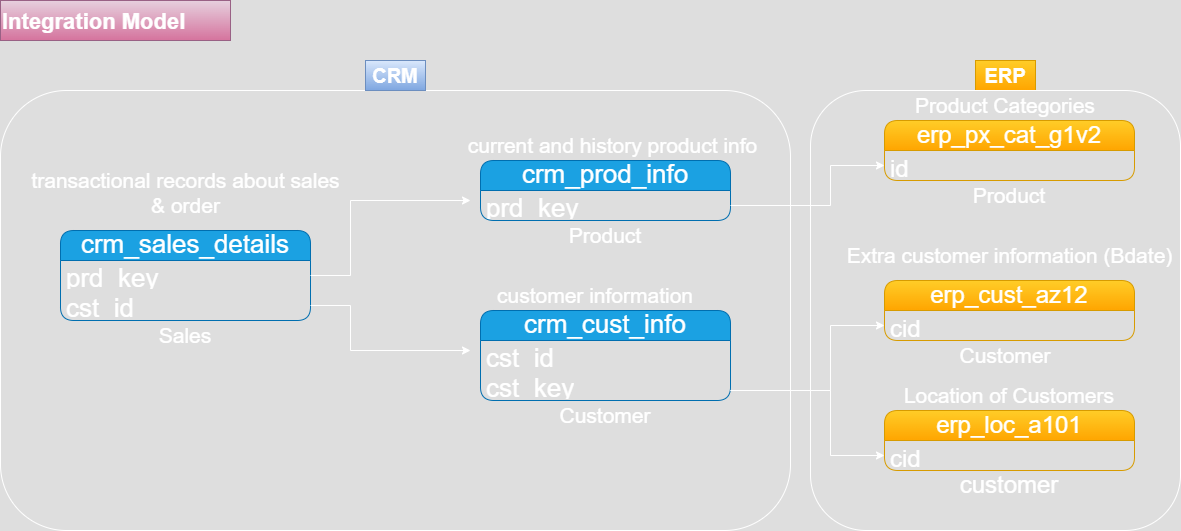 Integration Model
CRM
transactional records about sales
& order
crm_sales_details
prd_key
cst_id
Sales
current and history product info
crm_prod_info
prd_key
Product
customer information
crm_cust_info
cst_id
cst_key
Customer
ERP
Product Categories
erp_px_cat_g1v2
id
Product
Extra customer information (Bdate)
erp_cust_az12
cid
Customer
Location of Customers
erp_loc_a101
cid
customer